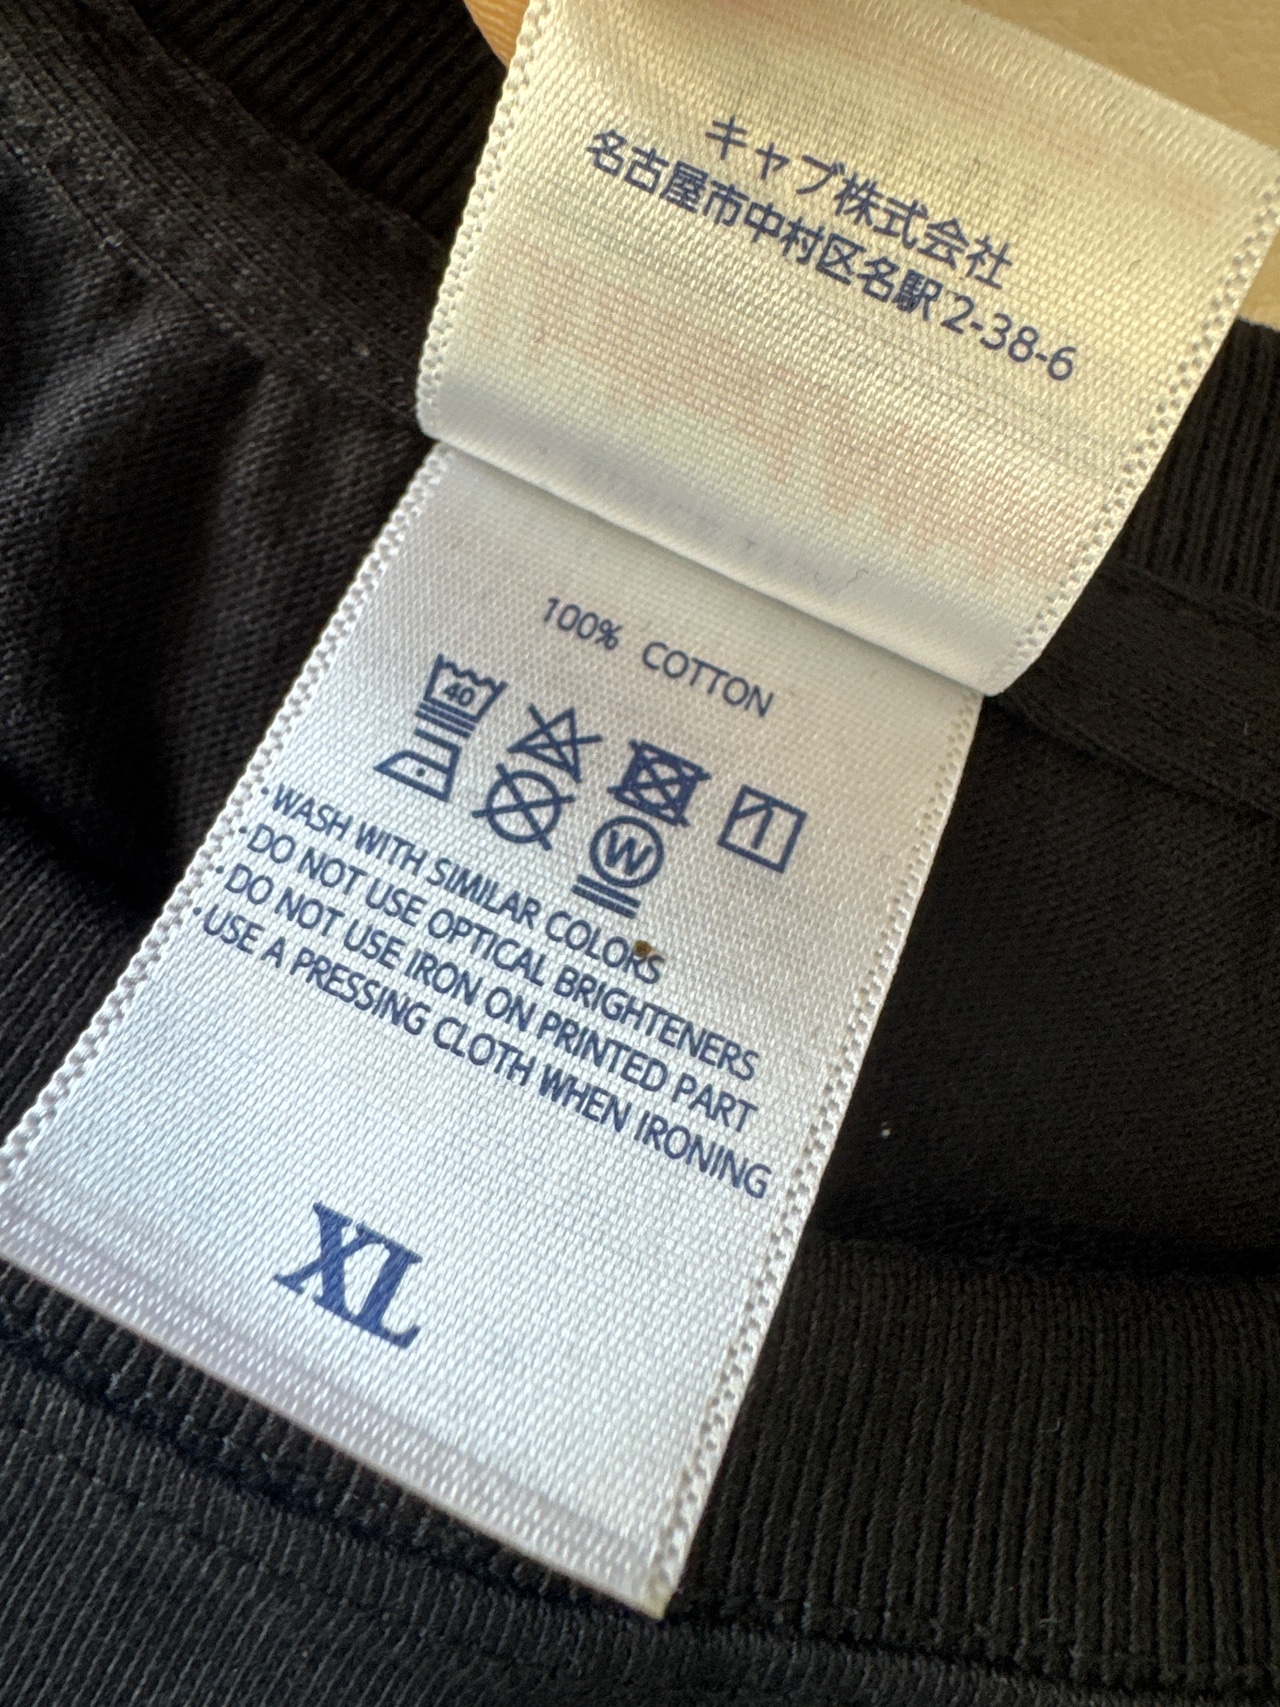 キャブ株式会社
名古屋市中村区名駅2-38-6
100% COTTON
40
W
・WASH WITH SIMILAR COLORS
・DO NOT USE OPTICAL BRIGHTENERS
・DO NOT USE IRON ON PRINTED PART
・USE A PRESSING CLOTH WHEN IRONING
XL